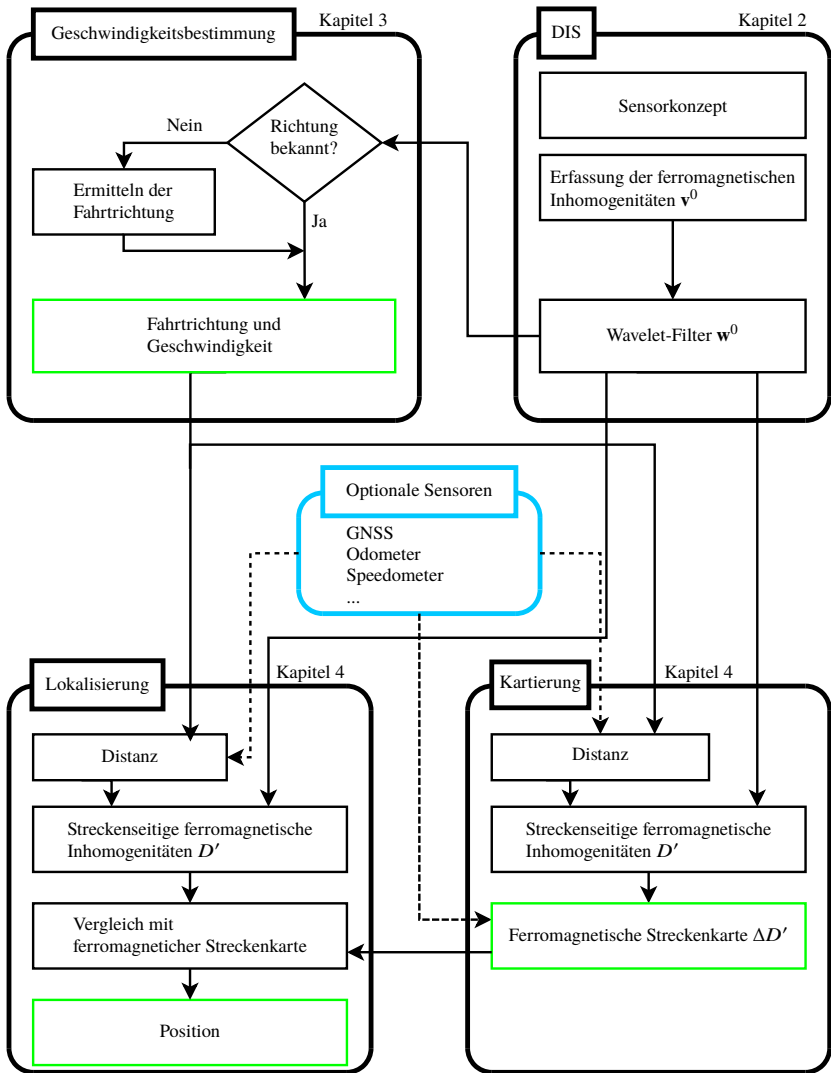 Kapitel 3
Geschwindigkeitsbestimmung
Nein
Richtung
bekannt?
Ermitteln der
Fahrtrichtung
Ja
Fahrtrichtung und
Geschwindigkeit
Kapitel 2
DIS
Sensorkonzept
Erfassung der ferromagnetischen
Inhomogenitäten v⁰
Wavelet-Filter w⁰
Optionale Sensoren
GNSS
Odometer
Speedometer
...
Kapitel 4
Lokalisierung
Distanz
Streckenseitige ferromagnetische
Inhomogenitäten D′
Vergleich mit
ferromagneticher Streckenkarte
Position
Kapitel 4
Kartierung
Distanz
Streckenseitige ferromagnetische
Inhomogenitäten D′
Ferromagnetische Streckenkarte ΔD′